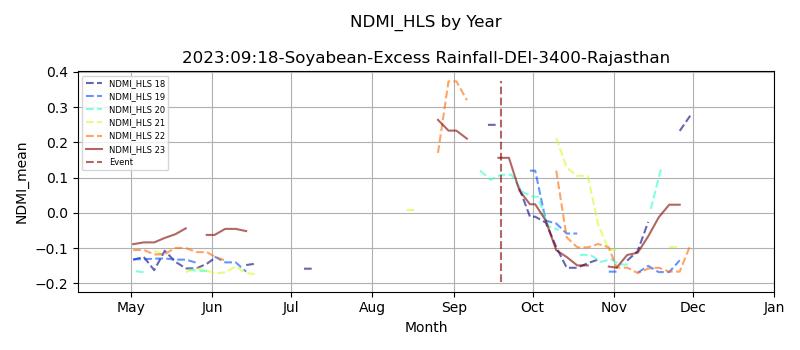 NDMI_HLS by Year
2023:09:18-Soyabean-Excess Rainfall-DEI-3400-Rajasthan
NDMI_HLS 18
NDMI_HLS 19
NDMI_HLS 20
NDMI_HLS 21
NDMI_HLS 22
NDMI_HLS 23
Event
NDMI_mean
0.4
0.3
0.2
0.1
0.0
−0.1
−0.2
May Jun Jul Aug Sep Oct Nov Dec Jan
Month